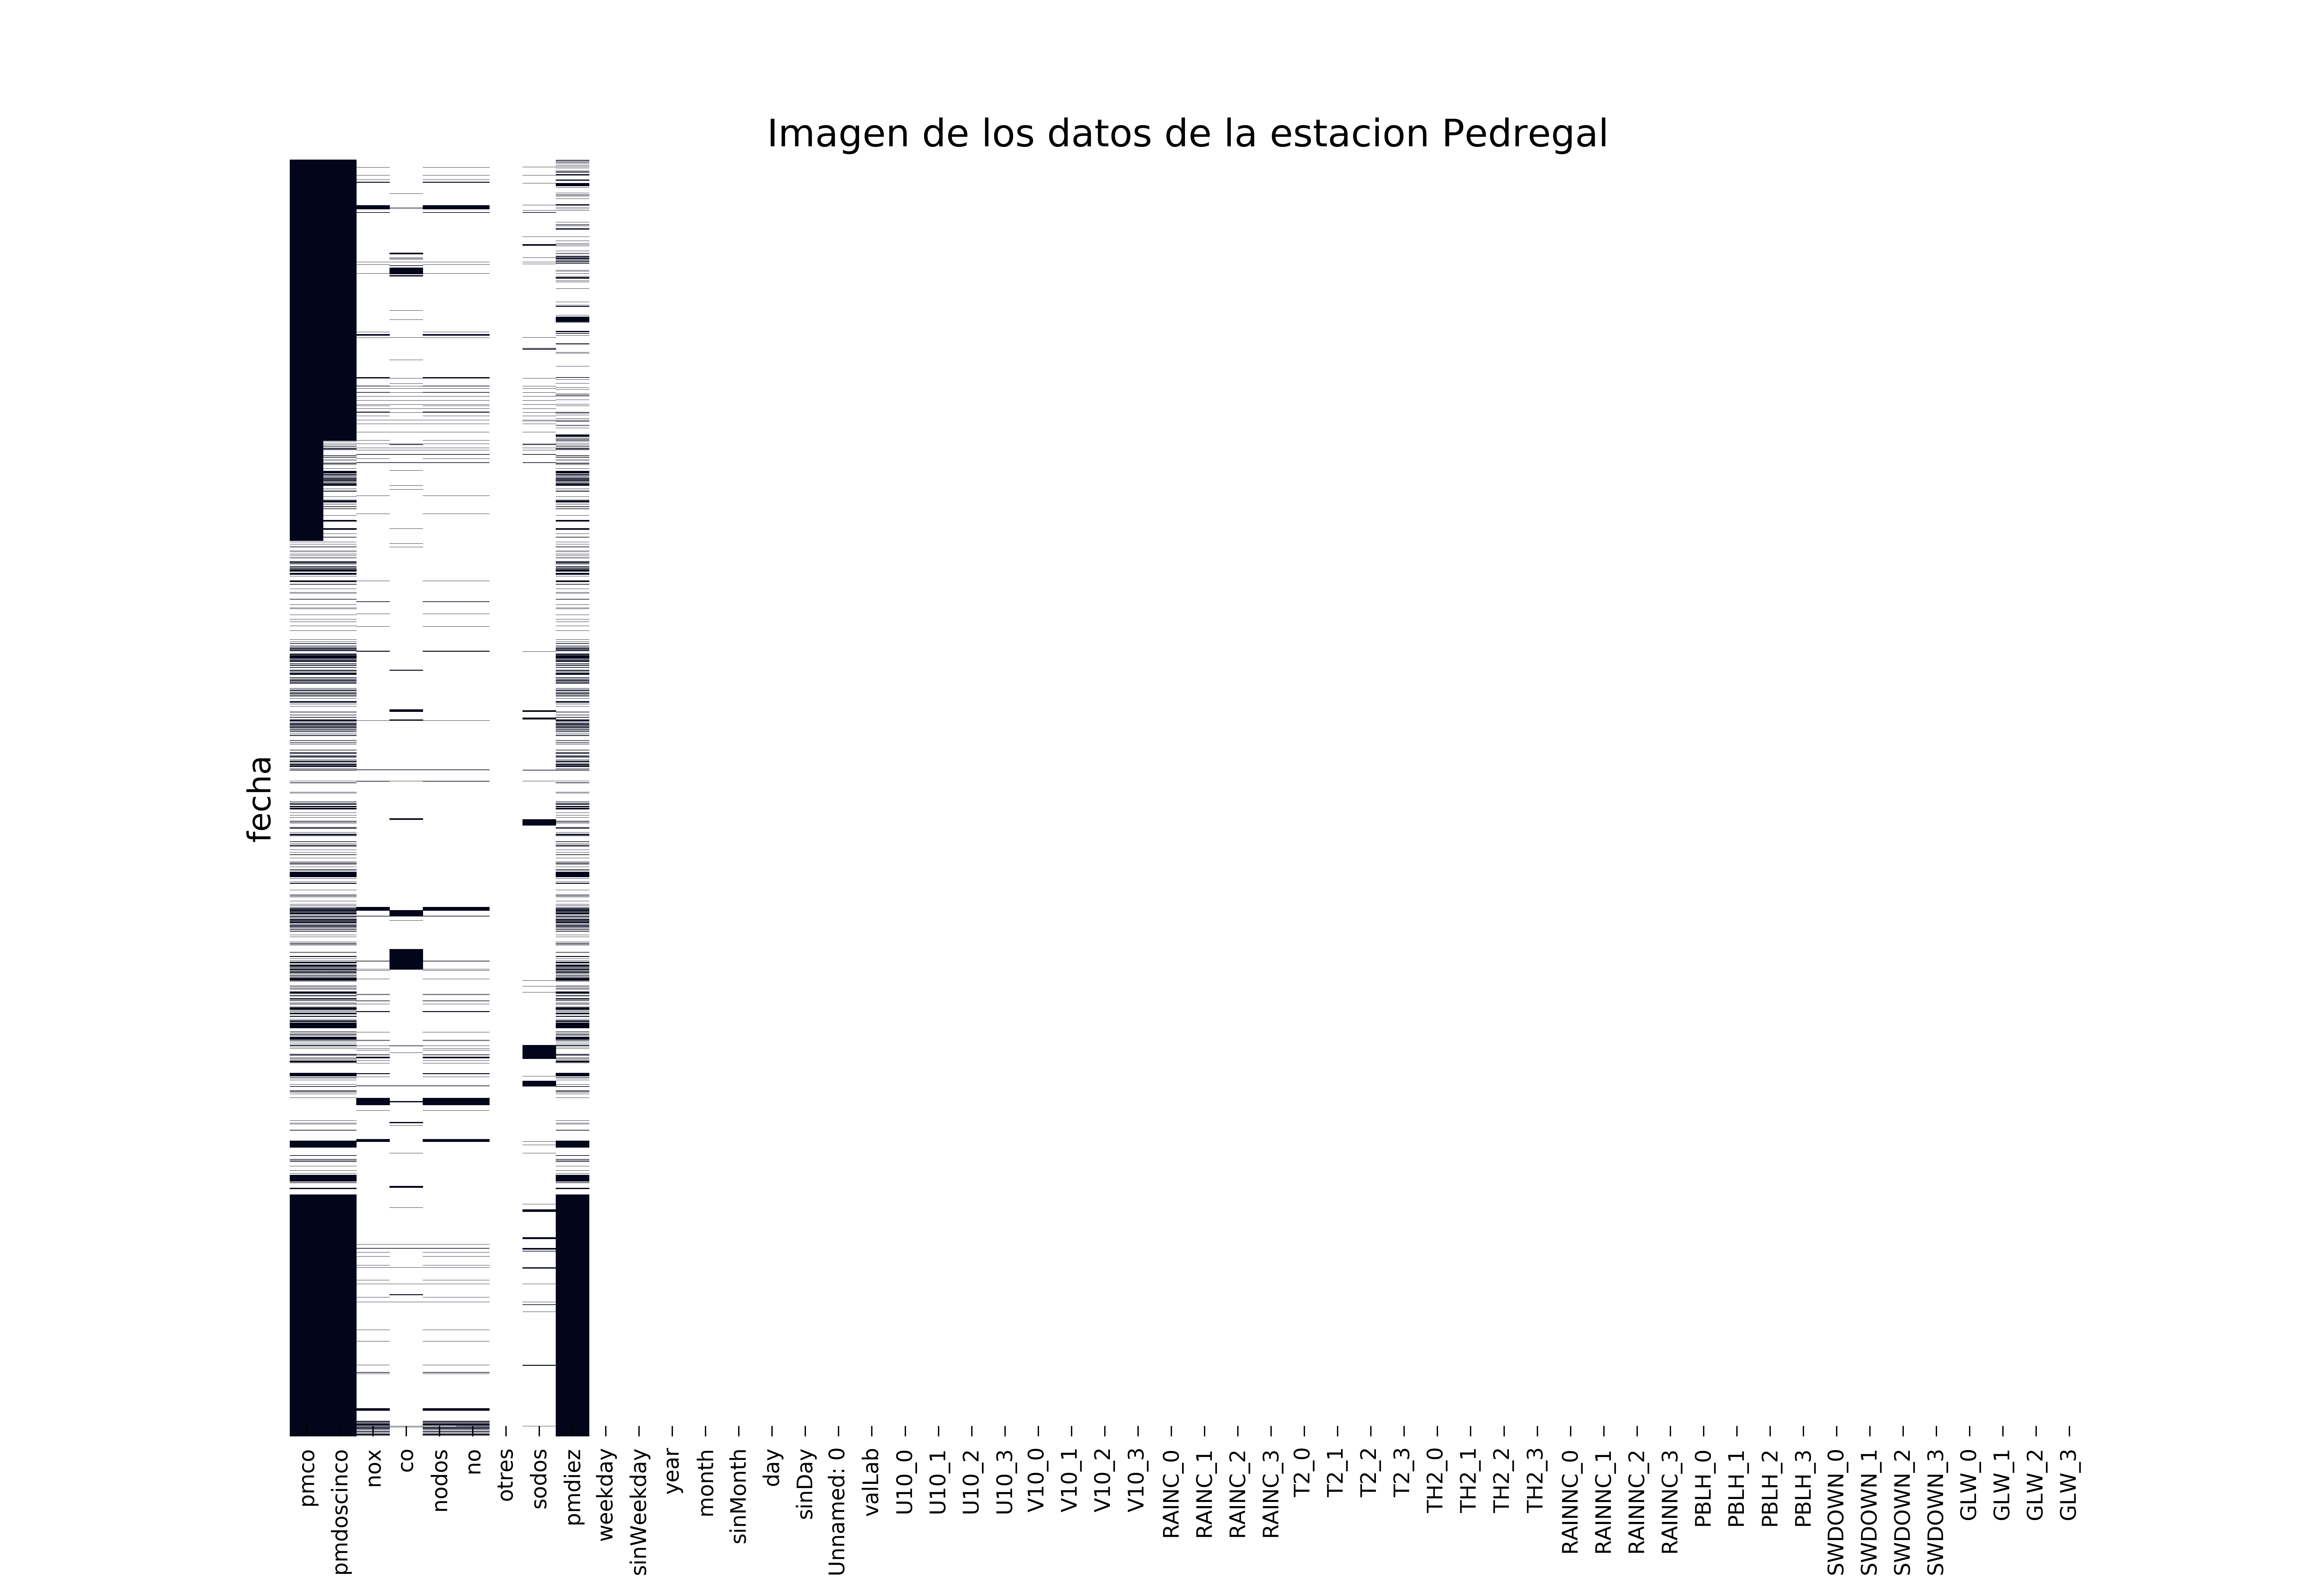 Imagen de los datos de la estacion Pedregal
fecha
pmco
pmdoscinco
nox
co
nodos
no
otres
sodos
pmdiez
weekday
sinWeekday
year
month
sinMonth
day
sinDay
Unnamed: 0
valLab
U10_0
U10_1
U10_2
U10_3
V10_0
V10_1
V10_2
V10_3
RAINC_0
RAINC_1
RAINC_2
RAINC_3
T2_0
T2_1
T2_2
T2_3
TH2_0
TH2_1
TH2_2
TH2_3
RAINNC_0
RAINNC_1
RAINNC_2
RAINNC_3
PBLH_0
PBLH_1
PBLH_2
PBLH_3
SWDOWN_0
SWDOWN_1
SWDOWN_2
SWDOWN_3
GLW_0
GLW_1
GLW_2
GLW_3